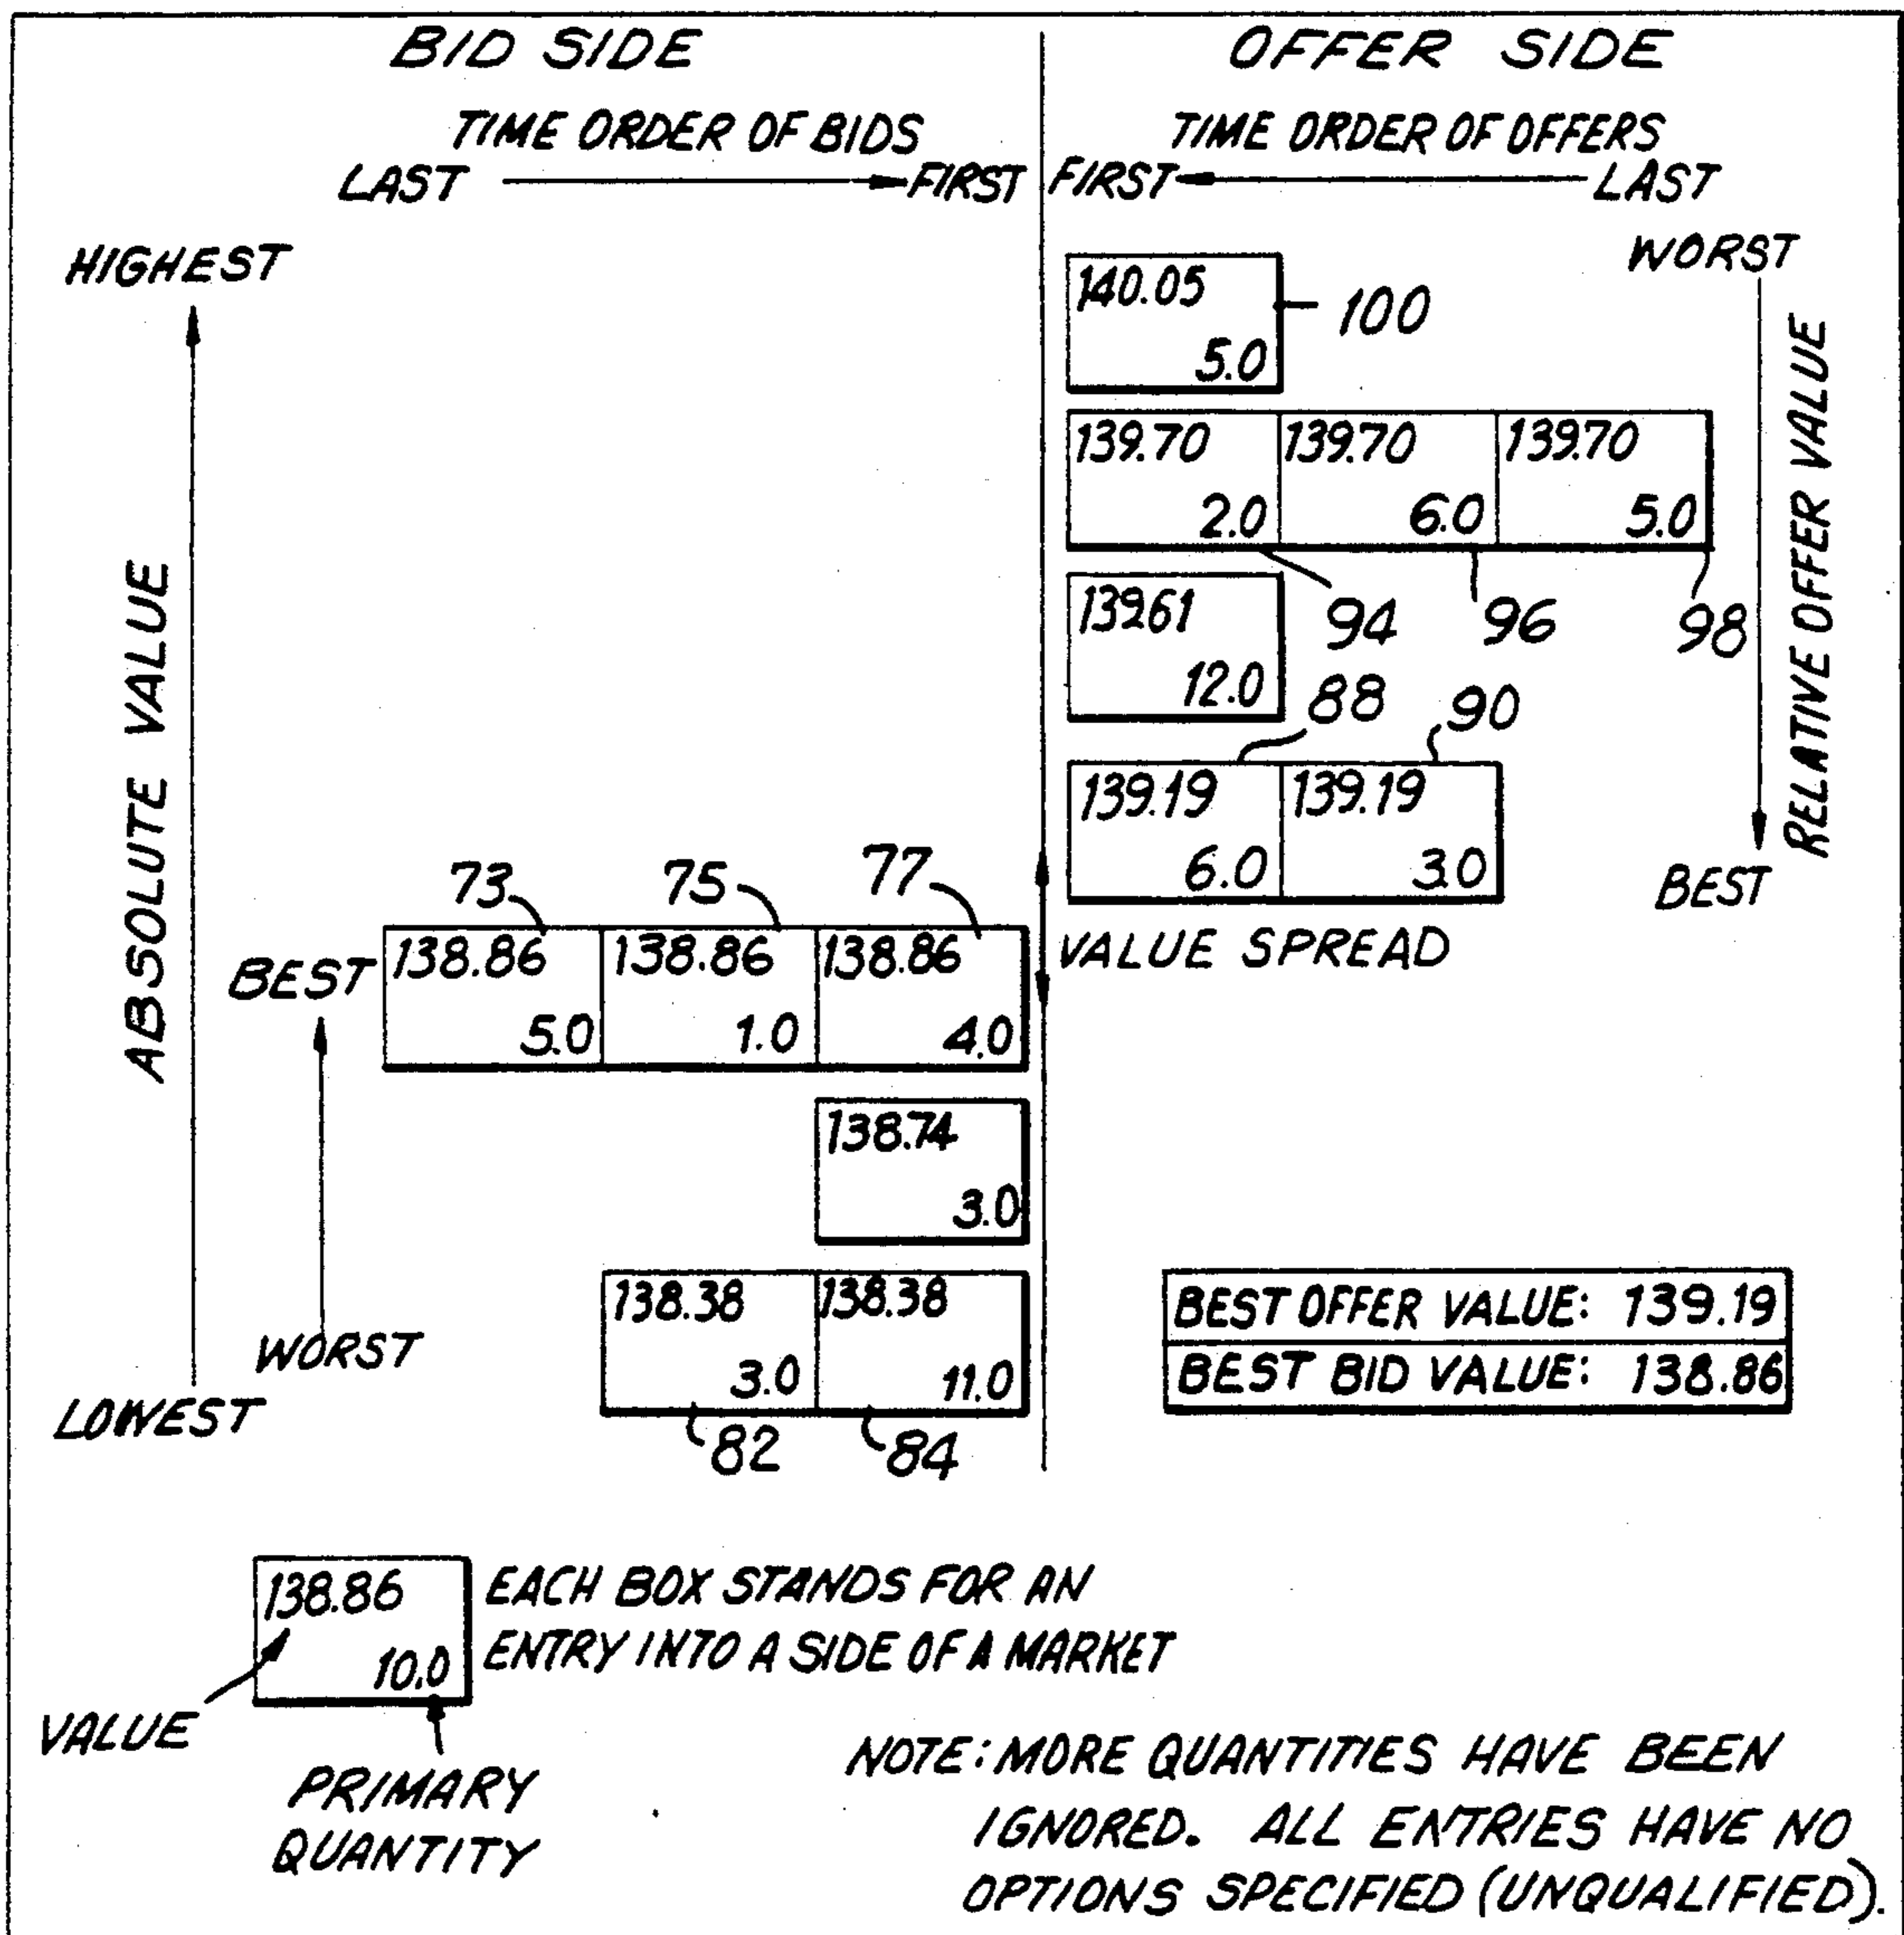 BID SIDE
OFFER SIDE
TIME ORDER OF BIDS
TIME ORDER OF OFFERS
LAST FIRST
FIRST LAST
HIGHEST
WORST
140.05
5.0
100
139.70 139.70 139.70
2.0 6.0 5.0
94 96 98
139.61
12.0
88 90
139.19 139.19
6.0 3.0
RELATIVE OFFER VALUE
BEST
ABSOLUTE VALUE
73 75 77
BEST
138.86 138.86 138.86
5.0 1.0 4.0
VALUE SPREAD
138.74
3.0
138.38 138.38
3.0 11.0
82 84
WORST
LOWEST
BEST OFFER VALUE: 139.19
BEST BID VALUE: 138.86
138.86
10.0
VALUE
PRIMARY
QUANTITY
EACH BOX STANDS FOR AN
ENTRY INTO A SIDE OF A MARKET
NOTE: MORE QUANTITIES HAVE BEEN
IGNORED. ALL ENTRIES HAVE NO
OPTIONS SPECIFIED (UNQUALIFIED).